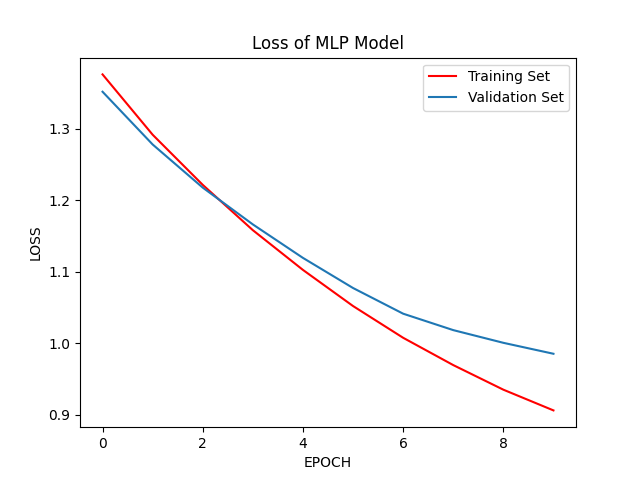 Loss of MLP Model
Training Set
Validation Set
LOSS
1.3
1.2
1.1
1.0
0.9
0
2
4
6
8
EPOCH